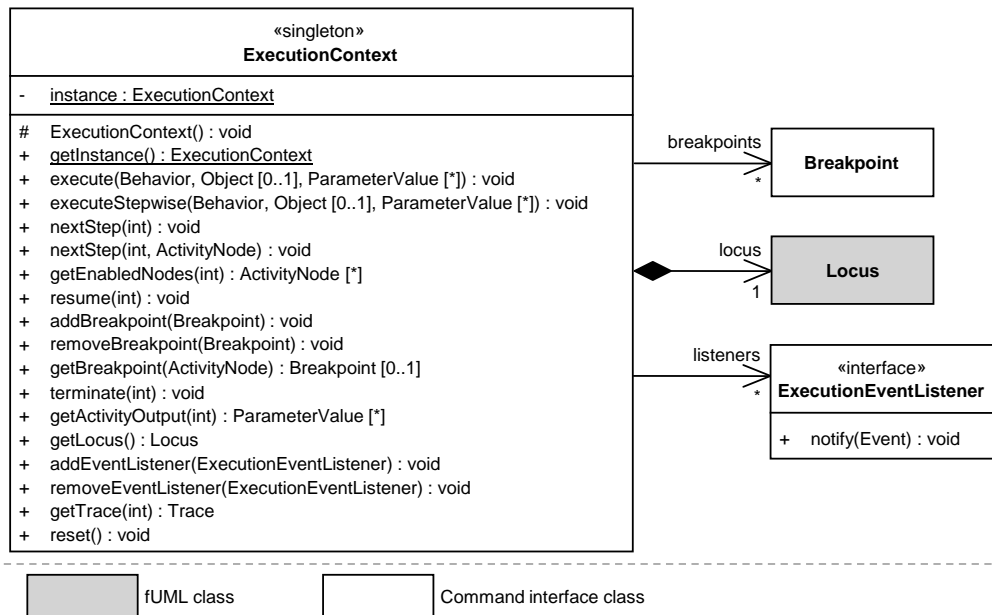 «singleton»
ExecutionContext
- instance : ExecutionContext
# ExecutionContext() : void
+ getInstance() : ExecutionContext
+ execute(Behavior, Object [0..1], ParameterValue [*]) : void
+ executeStepwise(Behavior, Object [0..1], ParameterValue [*]) : void
+ nextStep(int) : void
+ nextStep(int, ActivityNode) : void
+ getEnabledNodes(int) : ActivityNode [*]
+ resume(int) : void
+ addBreakpoint(Breakpoint) : void
+ removeBreakpoint(Breakpoint) : void
+ getBreakpoint(ActivityNode) : Breakpoint [0..1]
+ terminate(int) : void
+ getActivityOutput(int) : ParameterValue [*]
+ getLocus() : Locus
+ addEventListener(ExecutionEventListener) : void
+ removeEventListener(ExecutionEventListener) : void
+ getTrace(int) : Trace
+ reset() : void
breakpoints
*
Breakpoint
locus
1
Locus
listeners
*
«interface»
ExecutionEventListener
+ notify(Event) : void
fUML class
Command interface class